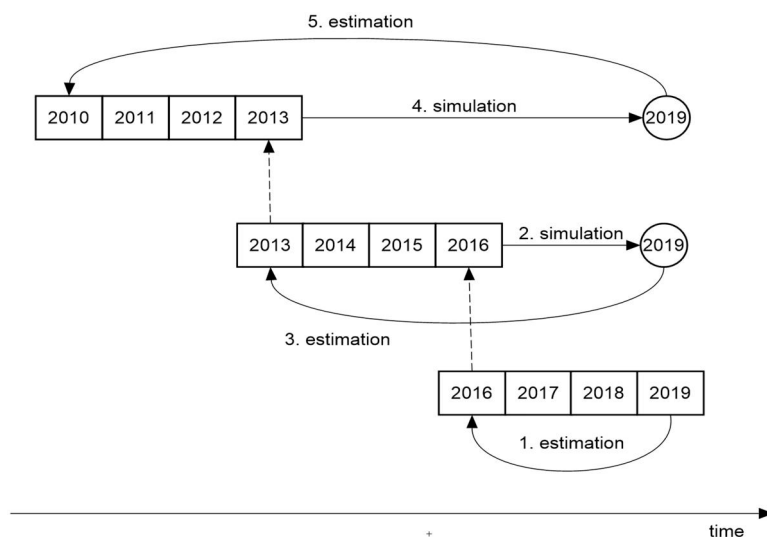 5. estimation
2010 2011 2012 2013 4. simulation 2019
2013 2014 2015 2016 2. simulation 2019
3. estimation
2016 2017 2018 2019
1. estimation
time